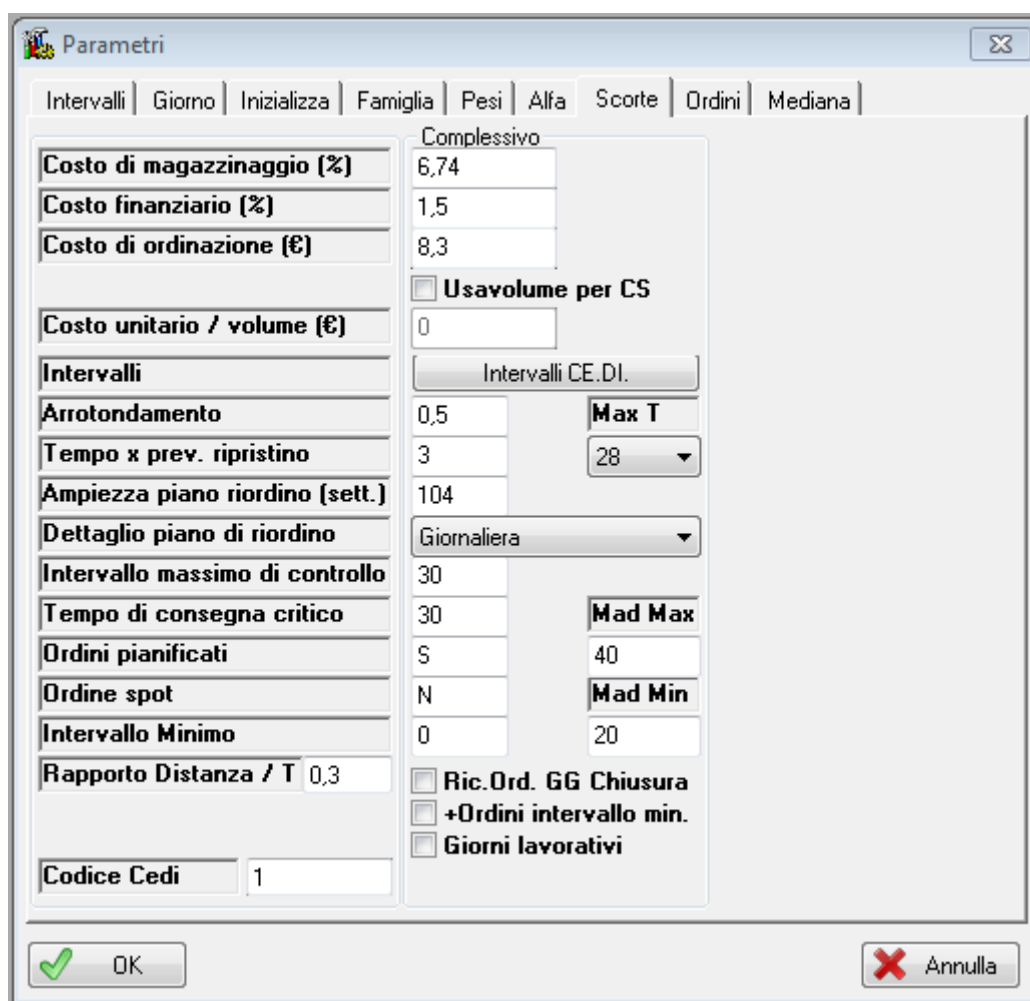 Parametri
Intervalli Giorno Inizializza Famiglia Pesi Alfa Scorte Ordini Mediana
Complessivo
Costo di magazzinaggio (%) 6,74
Costo finanziario (%) 1,5
Costo di ordinazione (€) 8,3
Usavolume per CS
Costo unitario / volume (€) 0
Intervalli Intervalli CE.DI.
Arrotondamento 0,5 Max T
Tempo x prev. ripristino 3 28
Ampiezza piano riordino (sett.) 104
Dettaglio piano di riordino Giornaliera
Intervallo massimo di controllo 30
Tempo di consegna critico 30 Mad Max
Ordini pianificati S 40
Ordine spot N Mad Min
Intervallo Minimo 0 20
Rapporto Distanza / T 0,3 Ric.Ord. GG Chiusura
+Ordini intervallo min.
Giorni lavorativi
Codice Cedi 1
OK Annulla